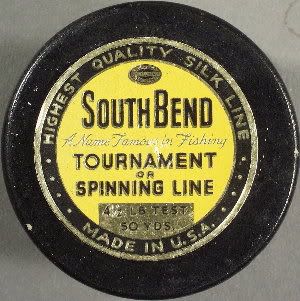 HIGHEST QUALITY SILK LINE
SOUTH BEND
A Name Famous in Fishing
TOURNAMENT
OR
SPINNING LINE
LB TEST
50 YDS.
MADE IN U.S.A.